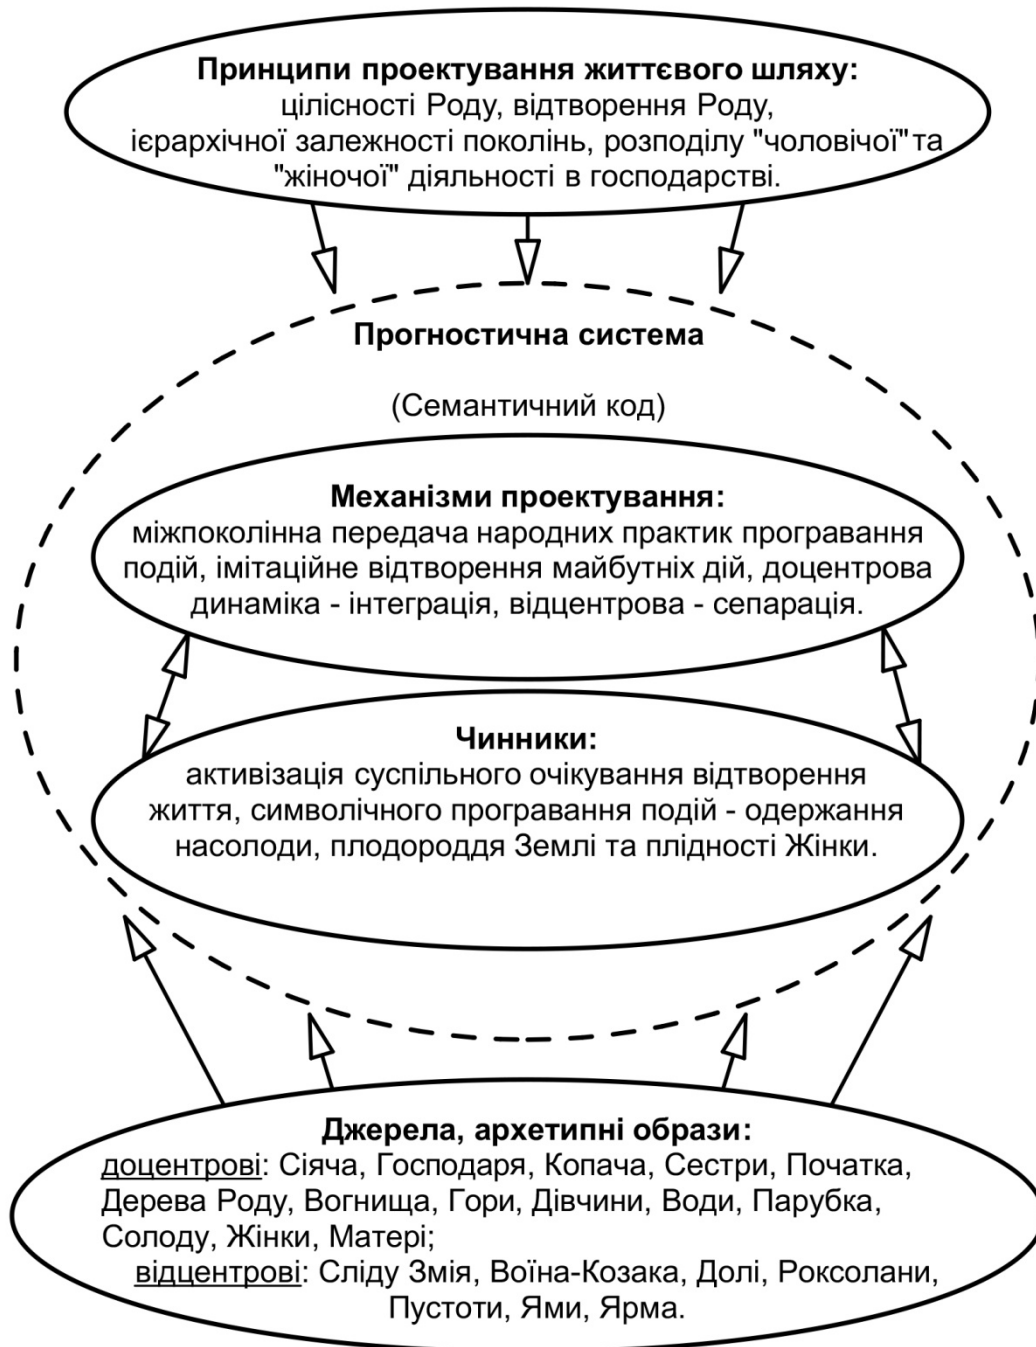 Принципи проектування життєвого шляху:
цілісності Роду, відтворення Роду,
ієрархічної залежності поколінь, розподілу "чоловічої" та
"жіночої" діяльності в господарстві.
Прогностична система
(Семантичний код)
Механізми проектування:
міжпоколінна передача народних практик програвання
подій, імітаційне відтворення майбутніх дій, доцентрова
динаміка - інтеграція, відцентрова - сепарація.
Чинники:
активізація суспільного очікування відтворення
життя, символічного програвання подій - одержання
насолоди, плодороддя Землі та плідності Жінки.
Джерела, архетипні образи:
доцентрові: Сіяча, Господаря, Копача, Сестри, Початка,
Дерева Роду, Вогнища, Гори, Дівчини, Води, Парубка,
Солоду, Жінки, Матері;
відцентрові: Сліду Змія, Воїна-Козака, Долі, Роксолани,
Пустоти, Ями, Ярма.